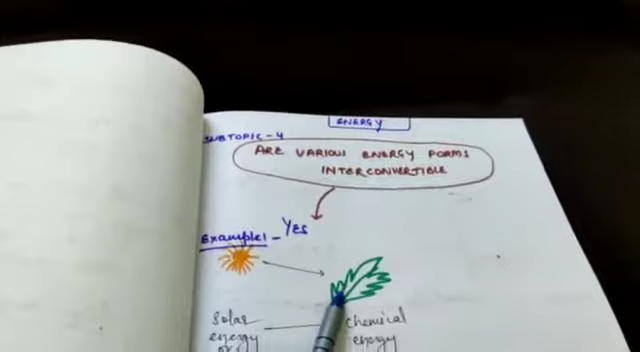 ENERGY
SUBTOPIC-4
ARE VARIOUS ENERGY FORMS
INTERCONVERTIBLE
YES
Example! -
Solar chemical
energy energy